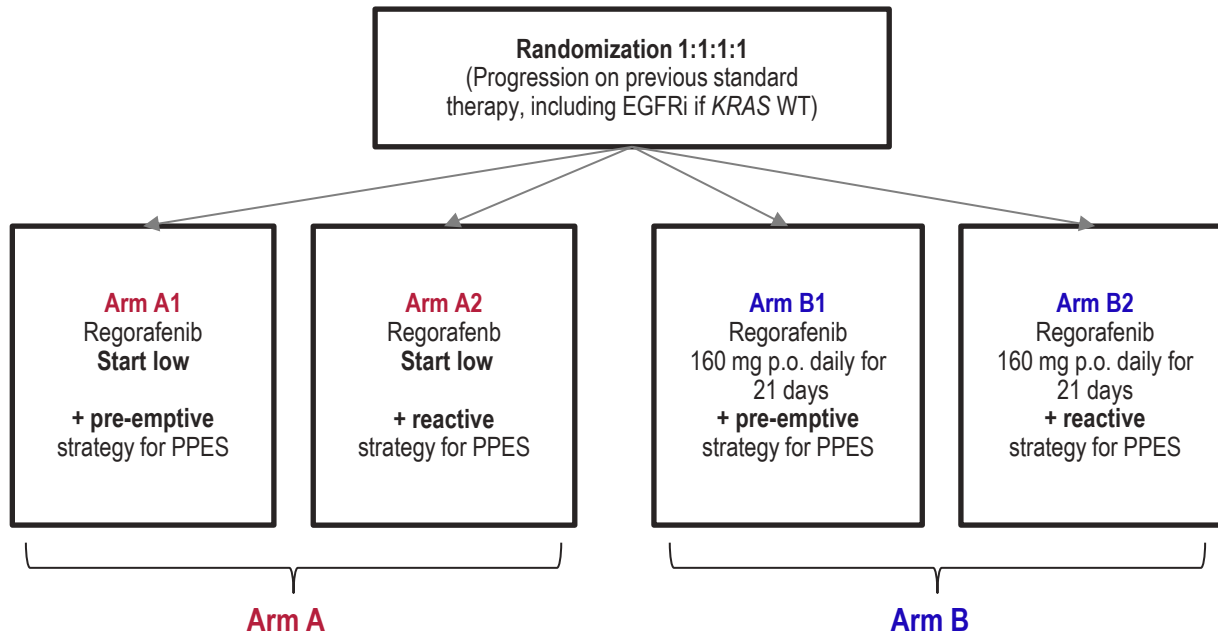 Randomization 1:1:1:1
(Progression on previous standard
therapy, including EGFRi if KRAS WT)
Arm A1
Regorafenib
Start low
+ pre-emptive
strategy for PPES
Arm A2
Regorafenb
Start low
+ reactive
strategy for PPES
Arm B1
Regorafenib
160 mg p.o. daily for
21 days
+ pre-emptive
strategy for PPES
Arm B2
Regorafenib
160 mg p.o. daily for
21 days
+ reactive
strategy for PPES
Arm A
Arm B